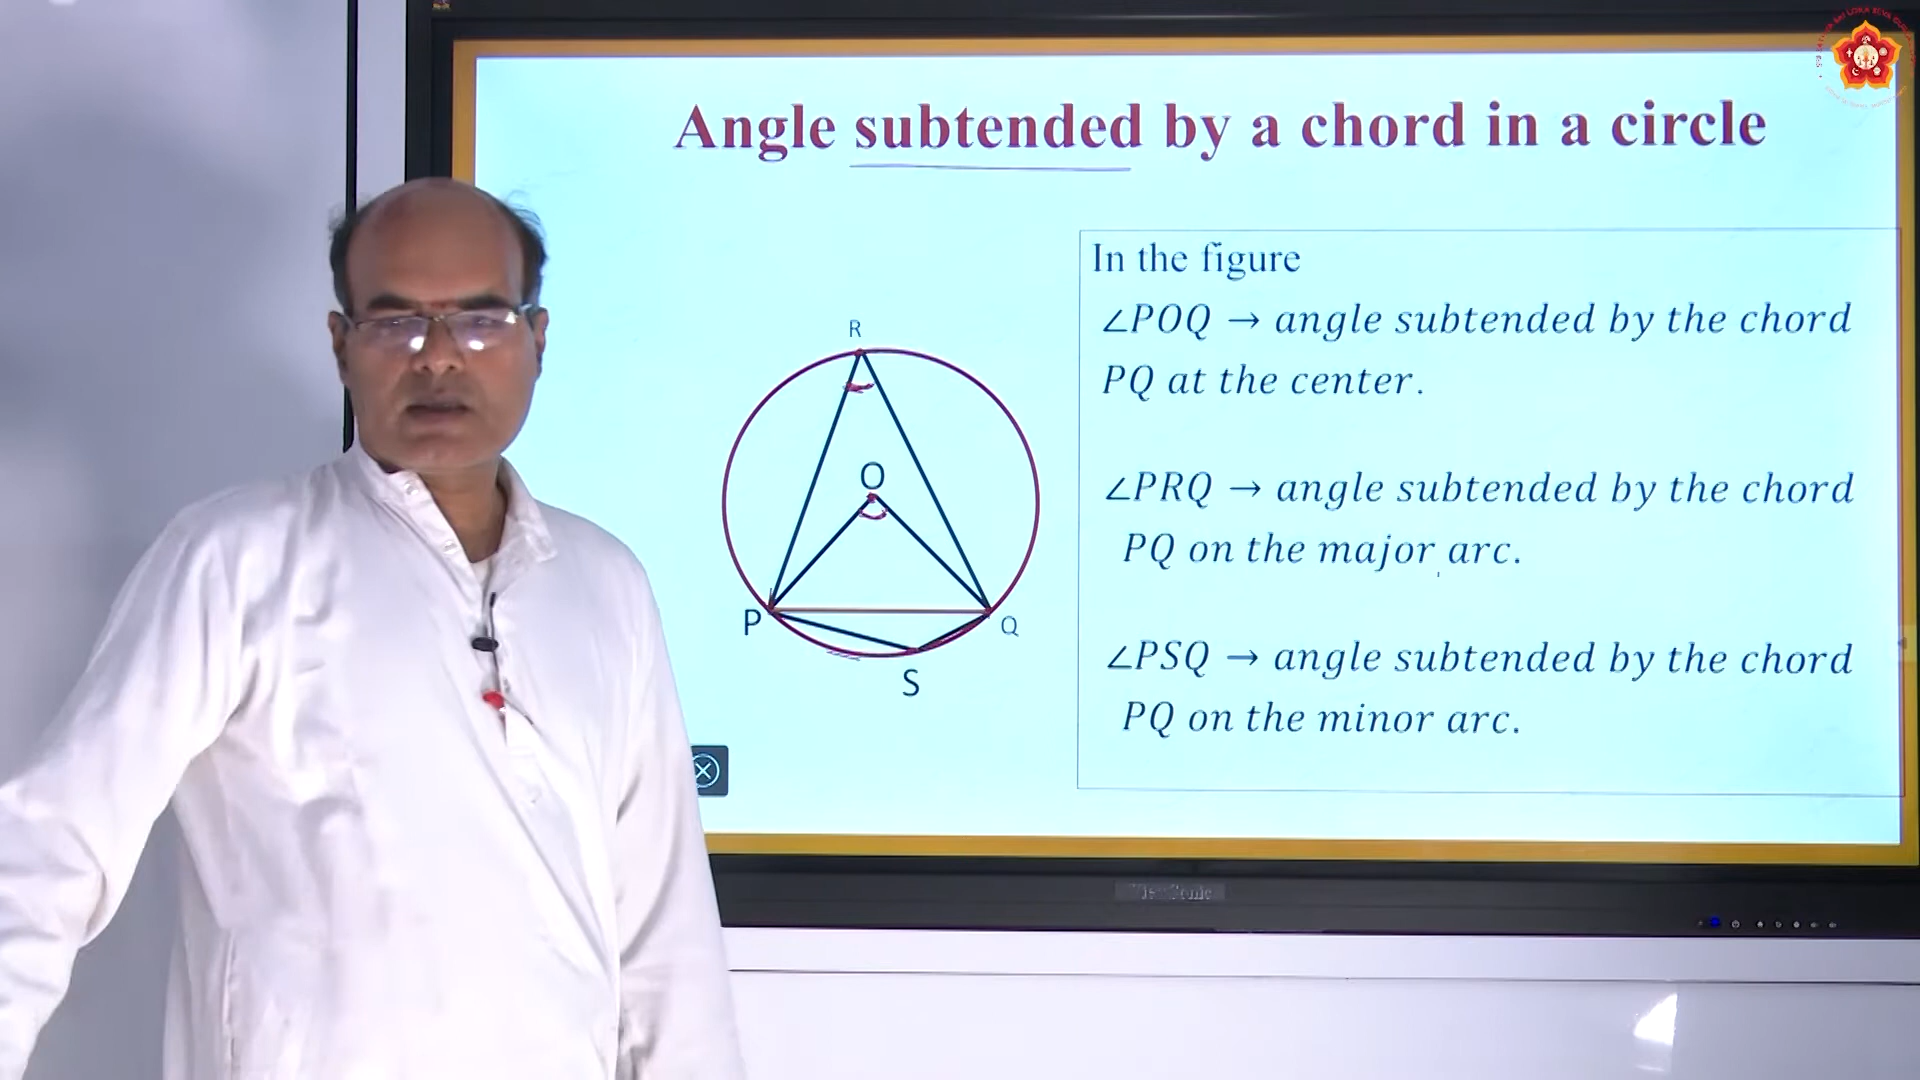 Angle subtended by a chord in a circle
In the figure
∠POQ → angle subtended by the chord
PQ at the center.
∠PRQ → angle subtended by the chord
PQ on the major arc.
∠PSQ → angle subtended by the chord
PQ on the minor arc.
R
O
P
Q
S
ViewSonic